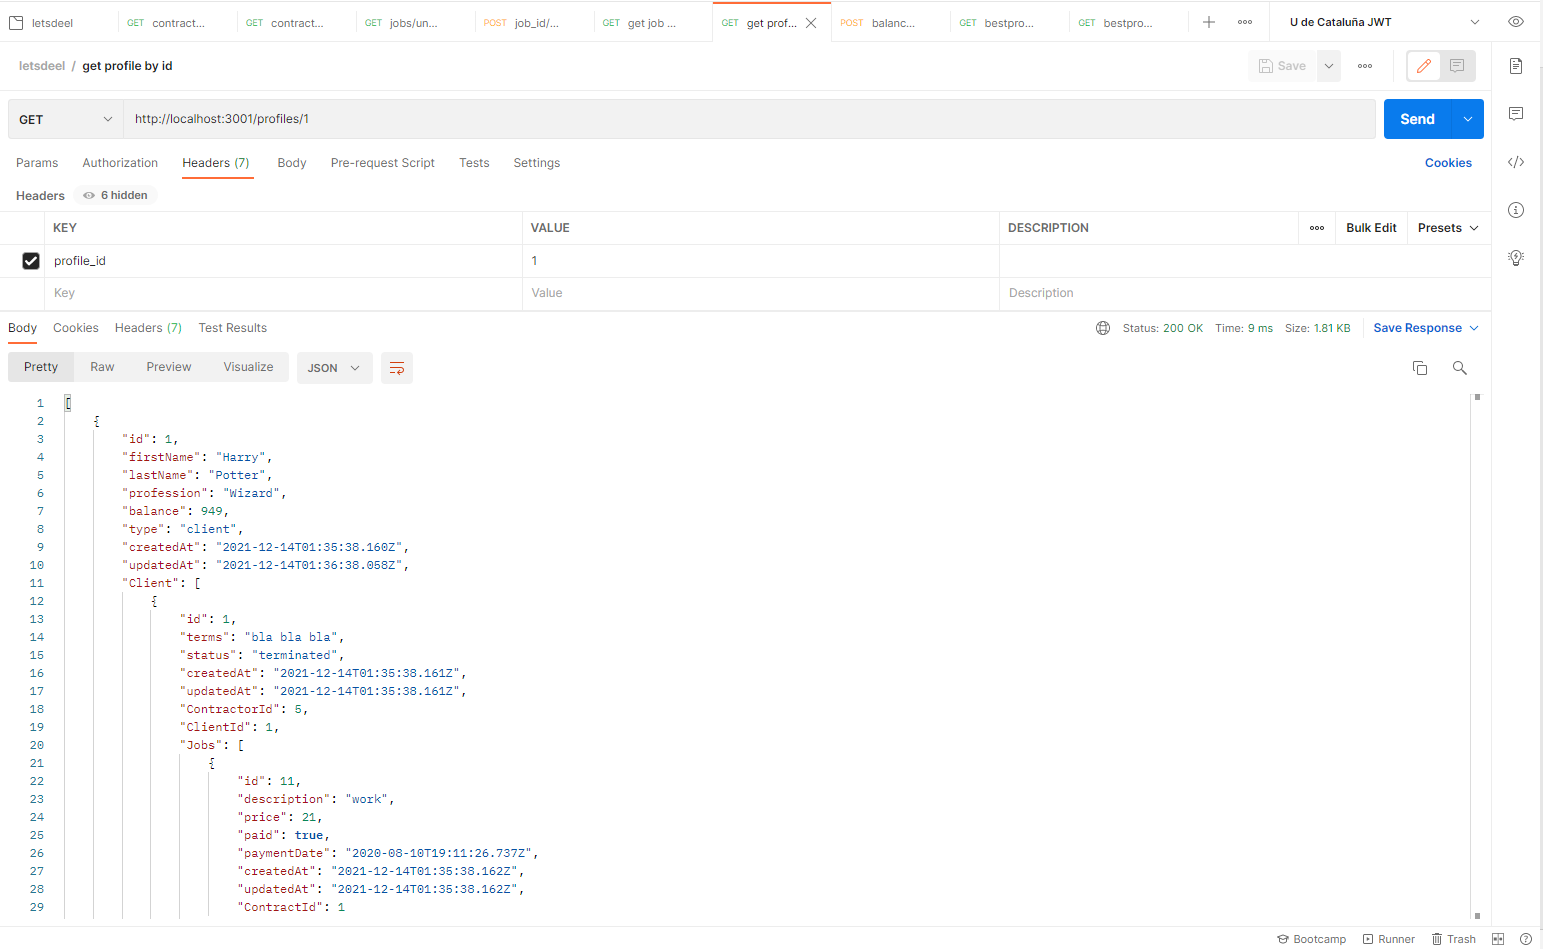 letsdeel GET contract... GET contract... GET jobs/un... POST job_id/... GET get job ... GET get prof... POST balanc... GET bestpro... GET bestpro... U de Cataluña JWT
letsdeel / get profile by id Save
GET http://localhost:3001/profiles/1 Send
Params Authorization Headers (7) Body Pre-request Script Tests Settings Cookies
Headers 6 hidden
KEY VALUE DESCRIPTION Bulk Edit Presets
profile_id 1
Key Value Description
Body Cookies Headers (7) Test Results Status: 200 OK Time: 9 ms Size: 1.81 KB Save Response
Pretty Raw Preview Visualize JSON
1 [
2 {
3 "id": 1,
4 "firstName": "Harry",
5 "lastName": "Potter",
6 "profession": "Wizard",
7 "balance": 949,
8 "type": "client",
9 "createdAt": "2021-12-14T01:35:38.160Z",
10 "updatedAt": "2021-12-14T01:36:38.058Z",
11 "Client": [
12 {
13 "id": 1,
14 "terms": "bla bla bla",
15 "status": "terminated",
16 "createdAt": "2021-12-14T01:35:38.161Z",
17 "updatedAt": "2021-12-14T01:35:38.161Z",
18 "ContractorId": 5,
19 "ClientId": 1,
20 "Jobs": [
21 {
22 "id": 11,
23 "description": "work",
24 "price": 21,
25 "paid": true,
26 "paymentDate": "2020-08-10T19:11:26.737Z",
27 "createdAt": "2021-12-14T01:35:38.162Z",
28 "updatedAt": "2021-12-14T01:35:38.162Z",
29 "ContractId": 1
Bootcamp Runner Trash